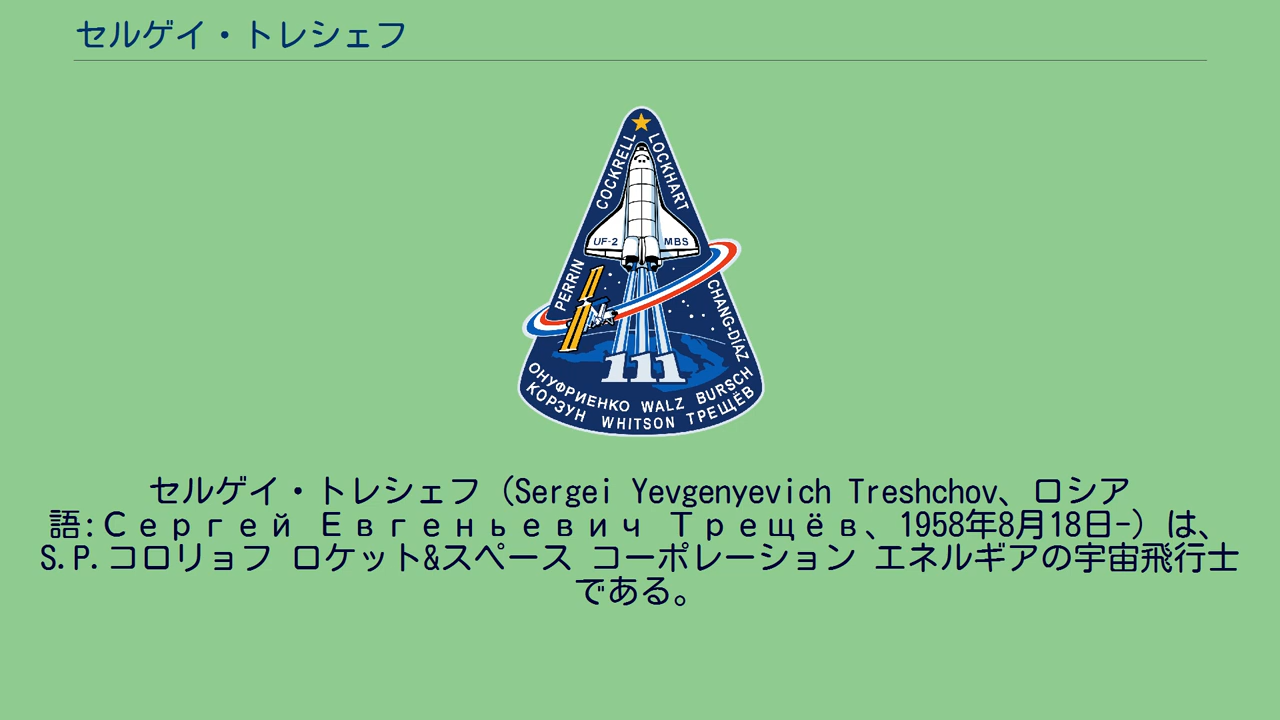 セルゲイ・トレシェフ
COCKRELL
LOCKHART
UF-2
MBS
PERRIN
CHANG-DÍAZ
111
ОНУФРИЕНКО WALZ BURSCH
КОРЗУН WHITSON ТРЕЩЁВ
セルゲイ・トレシェフ（Sergei Yevgenyevich Treshchov、ロシア
語:Сергей Евгеньевич Трещёв、1958年8月18日-）は、
S.P.コロリョフ ロケット&スペース コーポレーション エネルギアの宇宙飛行士
である。